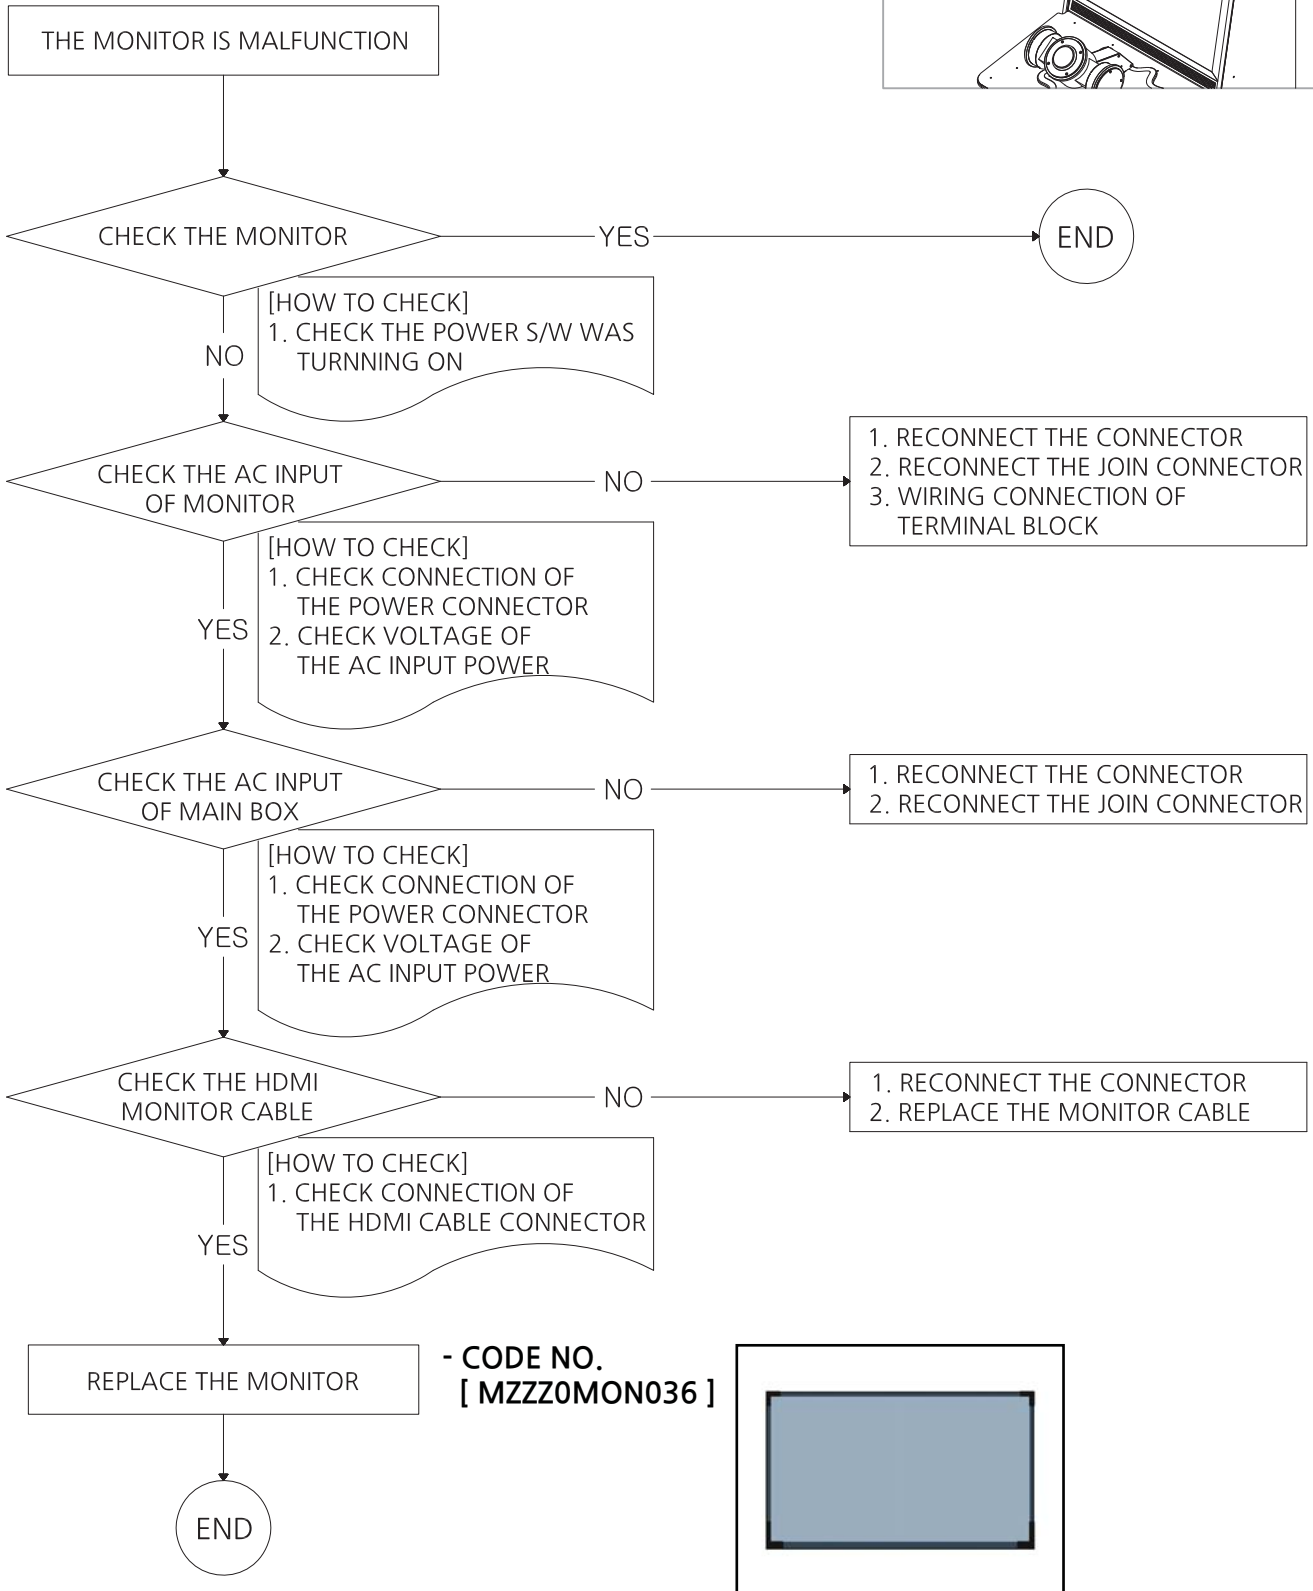 THE MONITOR IS MALFUNCTION
CHECK THE MONITOR
YES
END
[HOW TO CHECK]
1. CHECK THE POWER S/W WAS
TURNNING ON
NO
CHECK THE AC INPUT
OF MONITOR
NO
1. RECONNECT THE CONNECTOR
2. RECONNECT THE JOIN CONNECTOR
3. WIRING CONNECTION OF
TERMINAL BLOCK
[HOW TO CHECK]
1. CHECK CONNECTION OF
THE POWER CONNECTOR
2. CHECK VOLTAGE OF
THE AC INPUT POWER
YES
CHECK THE AC INPUT
OF MAIN BOX
NO
1. RECONNECT THE CONNECTOR
2. RECONNECT THE JOIN CONNECTOR
[HOW TO CHECK]
1. CHECK CONNECTION OF
THE POWER CONNECTOR
2. CHECK VOLTAGE OF
THE AC INPUT POWER
YES
CHECK THE HDMI
MONITOR CABLE
NO
1. RECONNECT THE CONNECTOR
2. REPLACE THE MONITOR CABLE
[HOW TO CHECK]
1. CHECK CONNECTION OF
THE HDMI CABLE CONNECTOR
YES
REPLACE THE MONITOR
- CODE NO.
[ MZZZ0MON036 ]
END